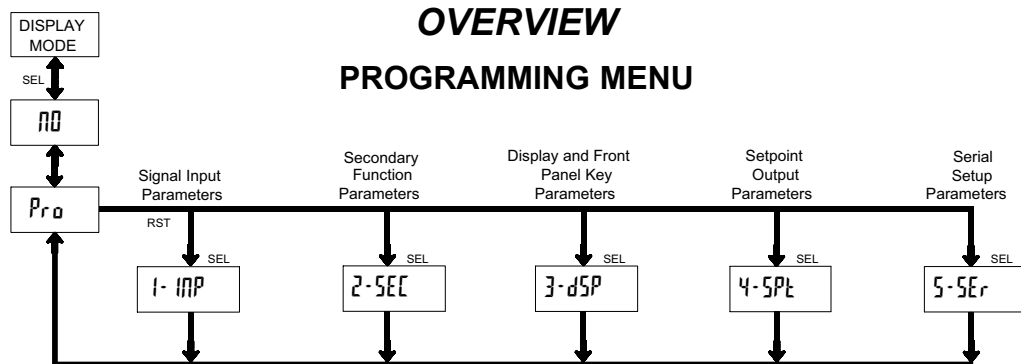 OVERVIEW
PROGRAMMING MENU
DISPLAY
MODE
SEL
NO
Pro
Signal Input
Parameters
Secondary
Function
Parameters
Display and Front
Panel Key
Parameters
Setpoint
Output
Parameters
Serial
Setup
Parameters
RST
SEL
SEL
SEL
SEL
SEL
1-INP
2-SEC
3-dSP
4-SPt
5-SEr